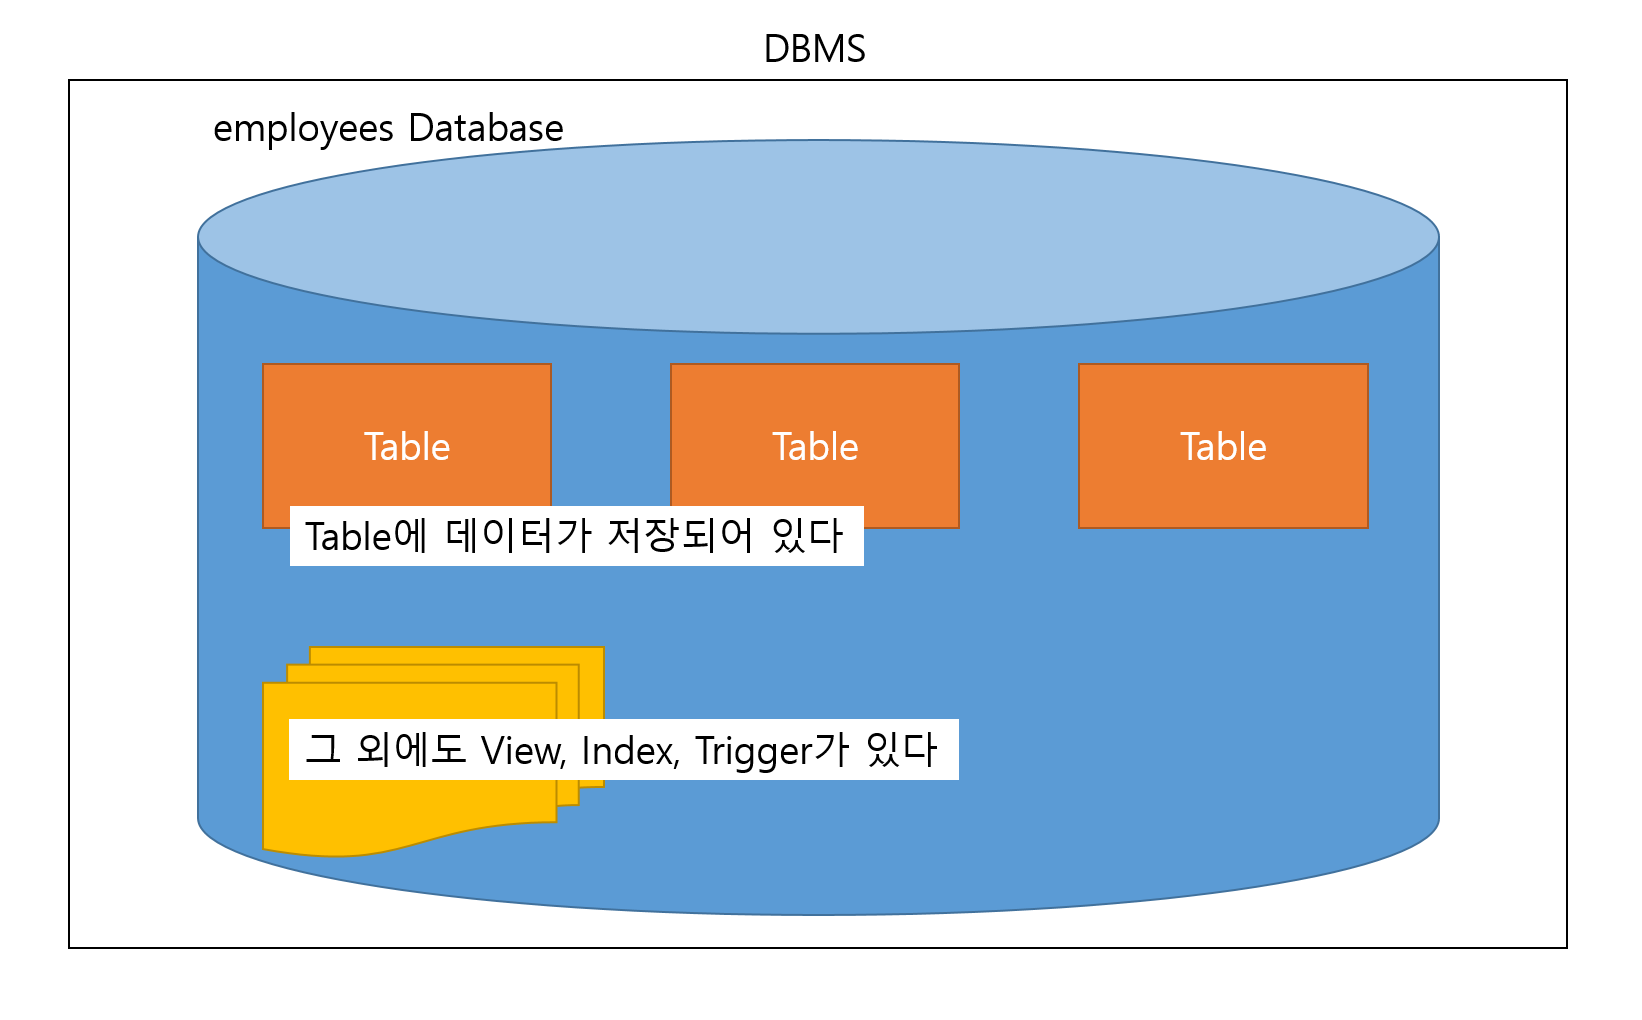 DBMS
employees Database
Table
Table
Table
Table에 데이터가 저장되어 있다
그 외에도 View, Index, Trigger가 있다